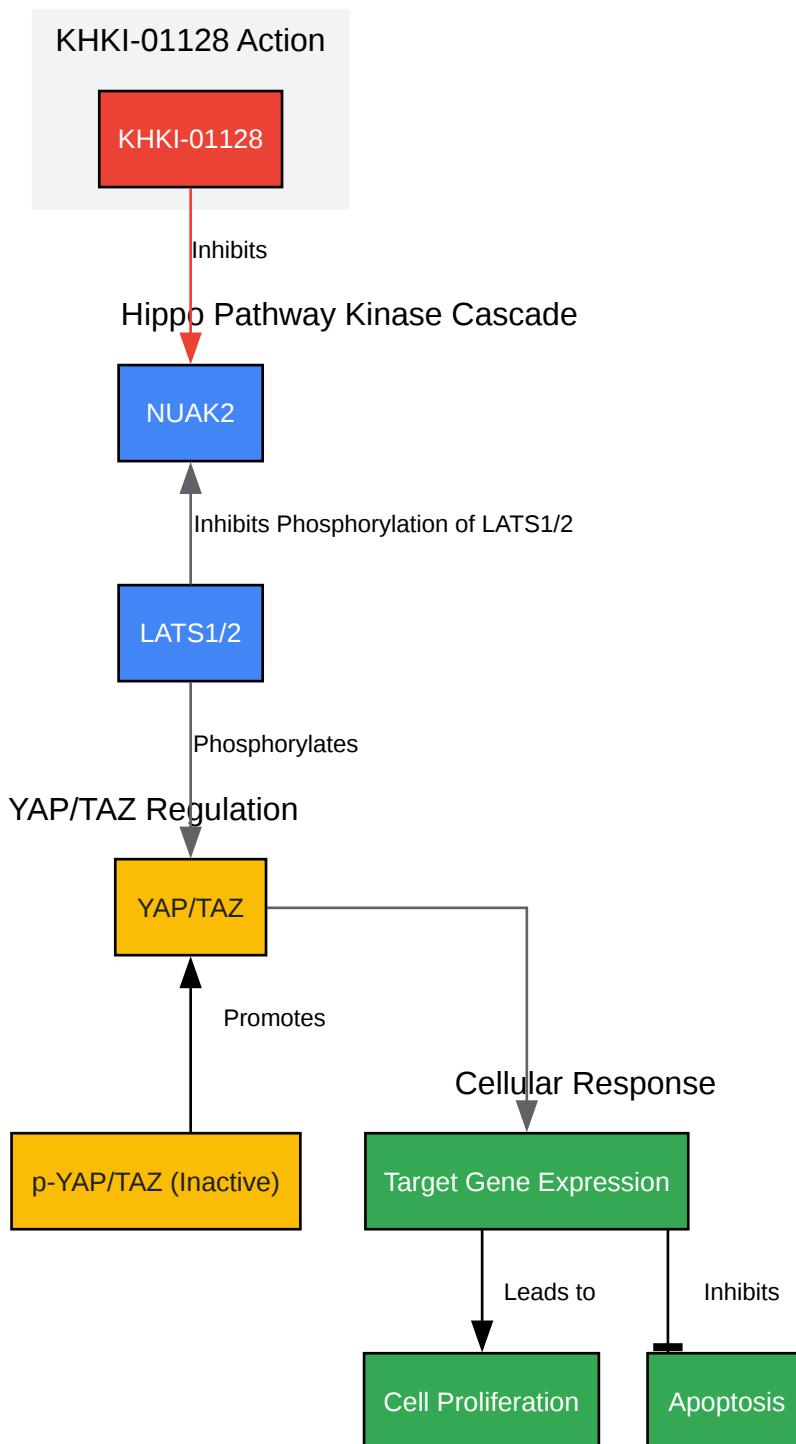 KHKI-01128 Action
KHKI-01128
Inhibits
Hippo Pathway Kinase Cascade
NUAK2
Inhibits Phosphorylation of LATS1/2
LATS1/2
Phosphorylates
YAP/TAZ Regulation
YAP/TAZ
Promotes
Cellular Response
p-YAP/TAZ (Inactive)
Target Gene Expression
Leads to
Inhibits
Cell Proliferation
Apoptosis